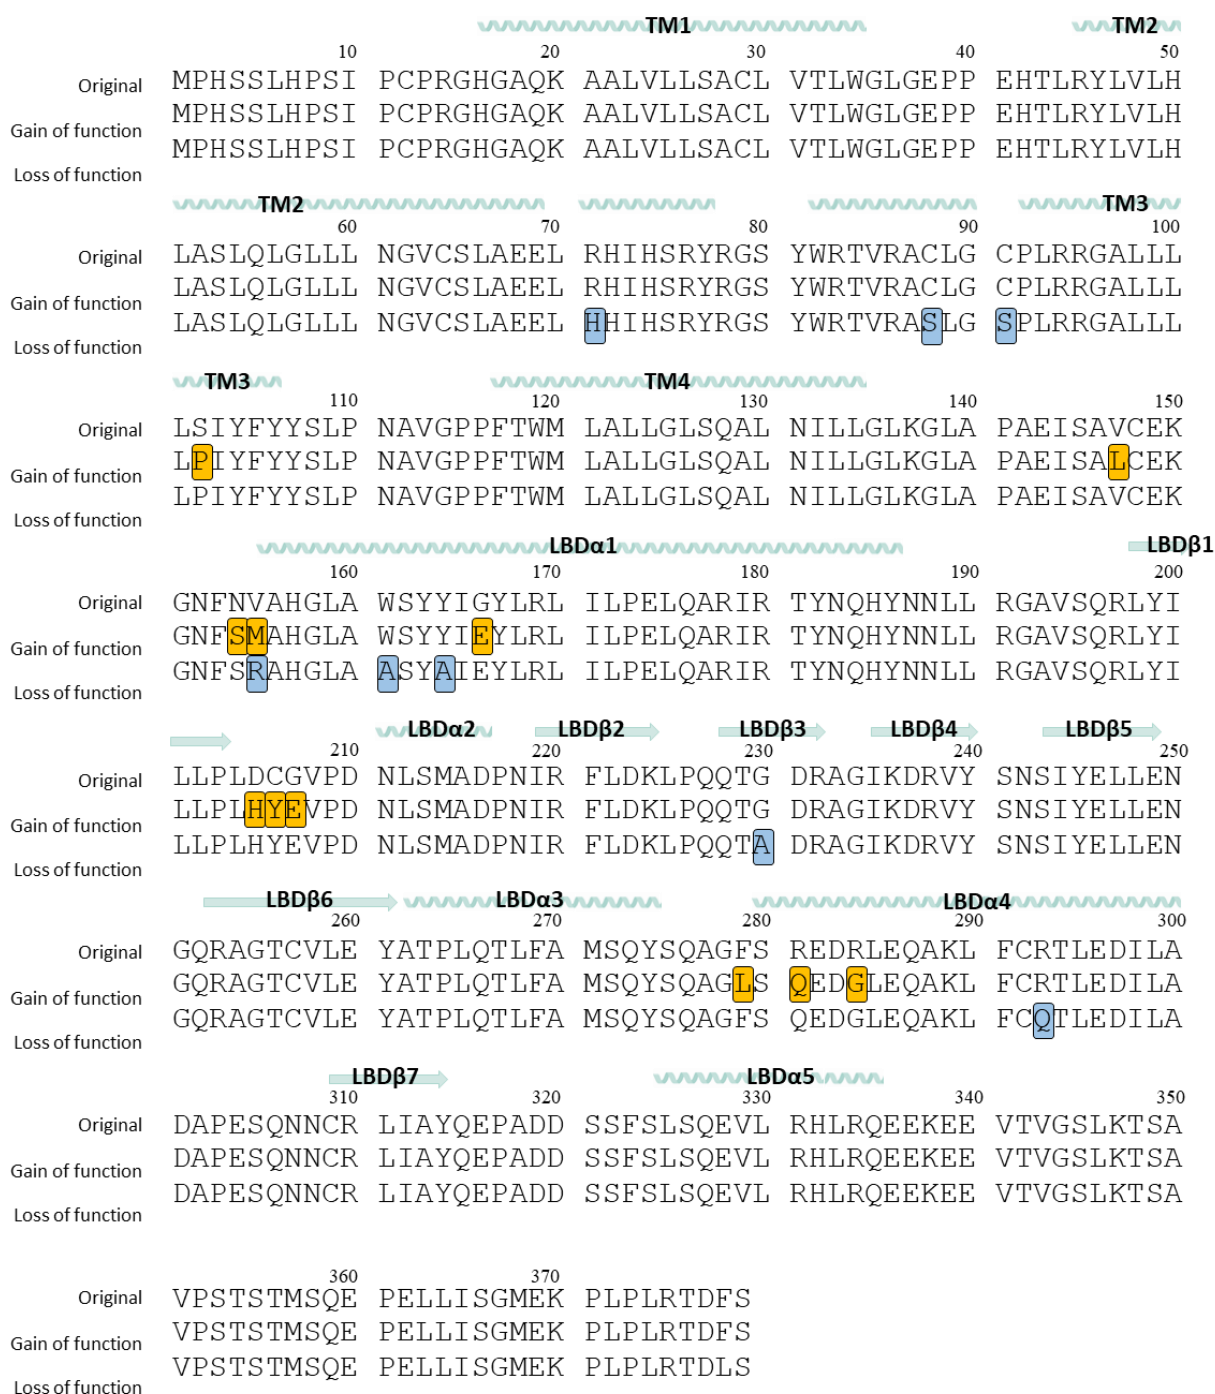 TM1 TM2
10 20 30 40 50
Original MPHSSLHPSI PCPRGHGAQK AALVLLSACL VTLWGLGEPP EHTLRYLVLH
Gain of function MPHSSLHPSI PCPRGHGAQK AALVLLSACL VTLWGLGEPP EHTLRYLVLH
Loss of function MPHSSLHPSI PCPRGHGAQK AALVLLSACL VTLWGLGEPP EHTLRYLVLH
TM2 TM3
60 70 80 90 100
Original LASLQLGLLL NGVCSLAEEL RHIHSRYRGS YWRTVRACLG CPLRRGALLL
Gain of function LASLQLGLLL NGVCSLAEEL RHIHSRYRGS YWRTVRACLG CPLRRGALLL
Loss of function LASLQLGLLL NGVCSLAEEL HHIHSRYRGS YWRTVRASLG SPLRRGALLL
TM3 TM4
110 120 130 140 150
Original LSIYFYYSLP NAVGPPFTWM LALLGLSQAL NILLGLKGLA PAEISAVCEK
Gain of function LPIYFYYSLP NAVGPPFTWM LALLGLSQAL NILLGLKGLA PAEISALCEK
Loss of function LPIYFYYSLP NAVGPPFTWM LALLGLSQAL NILLGLKGLA PAEISAVCEK
LBDα1 LBDβ1
160 170 180 190 200
Original GNFNVAHGLA WSYYIGYLRL ILPELQARIR TYNQHYNNLL RGAVSQRLYI
Gain of function GNFSMAHGLA WSYYIEYLRL ILPELQARIR TYNQHYNNLL RGAVSQRLYI
Loss of function GNFSRAHGLA ASYAIEYLRL ILPELQARIR TYNQHYNNLL RGAVSQRLYI
LBDα2 LBDβ2 LBDβ3 LBDβ4 LBDβ5
210 220 230 240 250
Original LLPLDCGVPD NLSMADPNIR FLDKLPQQTG DRAGIKDRVY SNSIYELLEN
Gain of function LLPLHYEVPD NLSMADPNIR FLDKLPQQTG DRAGIKDRVY SNSIYELLEN
Loss of function LLPLHYEVPD NLSMADPNIR FLDKLPQQTA DRAGIKDRVY SNSIYELLEN
LBDβ6 LBDα3 LBDα4
260 270 280 290 300
Original GQRAGTCVLE YATPLQTLFA MSQYSQAGFS REDRLEQAKL FCRTLEDILA
Gain of function GQRAGTCVLE YATPLQTLFA MSQYSQAGLS QEDGLEQAKL FCRTLEDILA
Loss of function GQRAGTCVLE YATPLQTLFA MSQYSQAGFS QEDGLEQAKL FCQTLEDILA
LBDβ7 LBDα5
310 320 330 340 350
Original DAPESQNNCR LIAYQEPADD SSFSLSQEVL RHLRQEEKEE VTVGSLKTSA
Gain of function DAPESQNNCR LIAYQEPADD SSFSLSQEVL RHLRQEEKEE VTVGSLKTSA
Loss of function DAPESQNNCR LIAYQEPADD SSFSLSQEVL RHLRQEEKEE VTVGSLKTSA
360 370
Original VPSTSTMSQE PELLISGMEK PLPLRTDFS
Gain of function VPSTSTMSQE PELLISGMEK PLPLRTDFS
Loss of function VPSTSTMSQE PELLISGMEK PLPLRTDLS